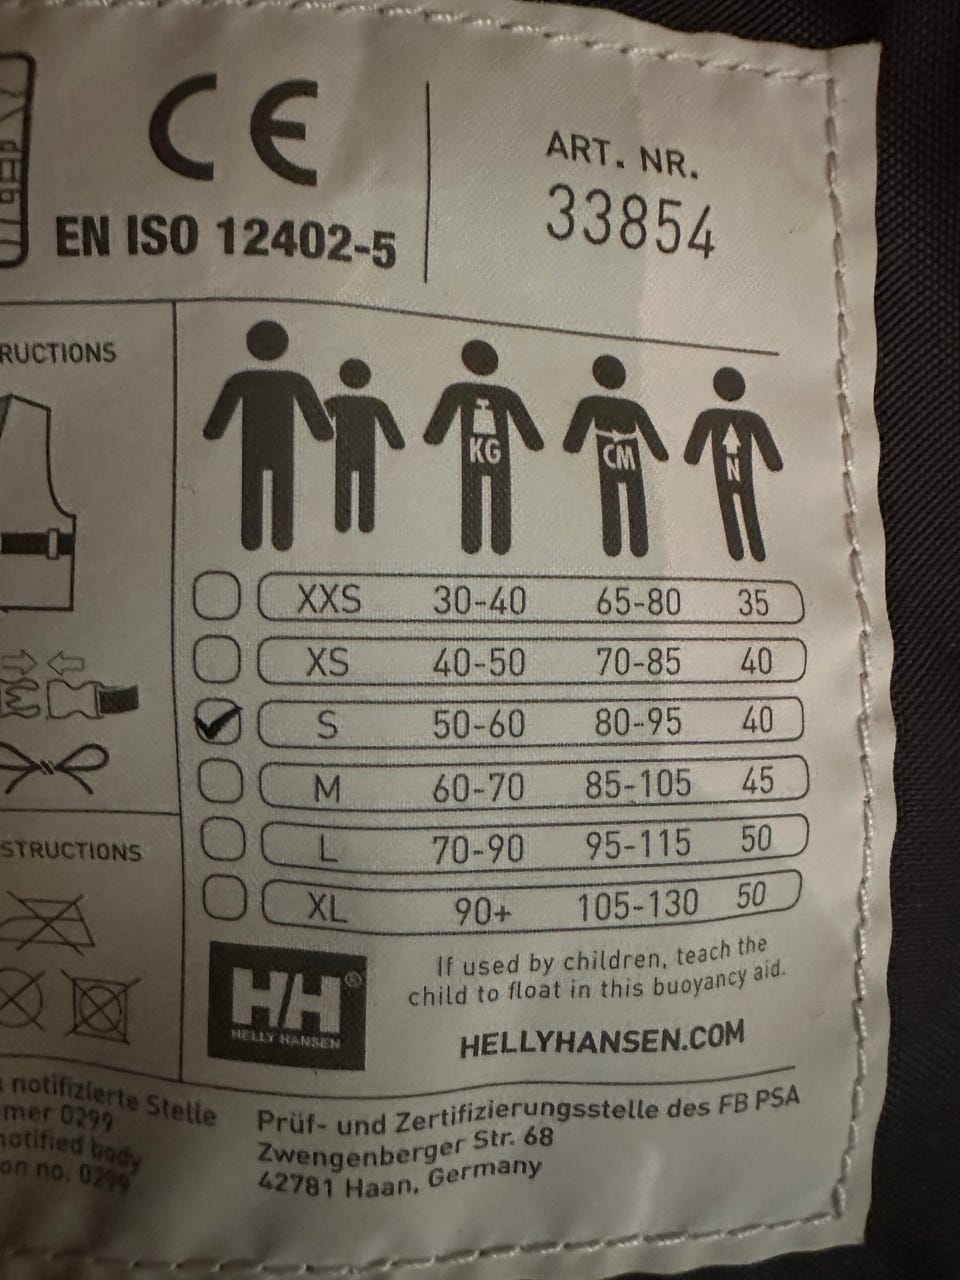 CE
EN ISO 12402-5
ART. NR.
33854
RUCTIONS
KG
CM
N
XXS 30-40 65-80 35
XS 40-50 70-85 40
S 50-60 80-95 40
M 60-70 85-105 45
L 70-90 95-115 50
XL 90+ 105-130 50
STRUCTIONS
H/H®
HELLY HANSEN
If used by children, teach the
child to float in this buoyancy aid.
HELLYHANSEN.COM
notifizierte Stelle
mer 0299
notified body
on no. 0299
Prüf- und Zertifizierungsstelle des FB PSA
Zwengenberger Str. 68
42781 Haan, Germany